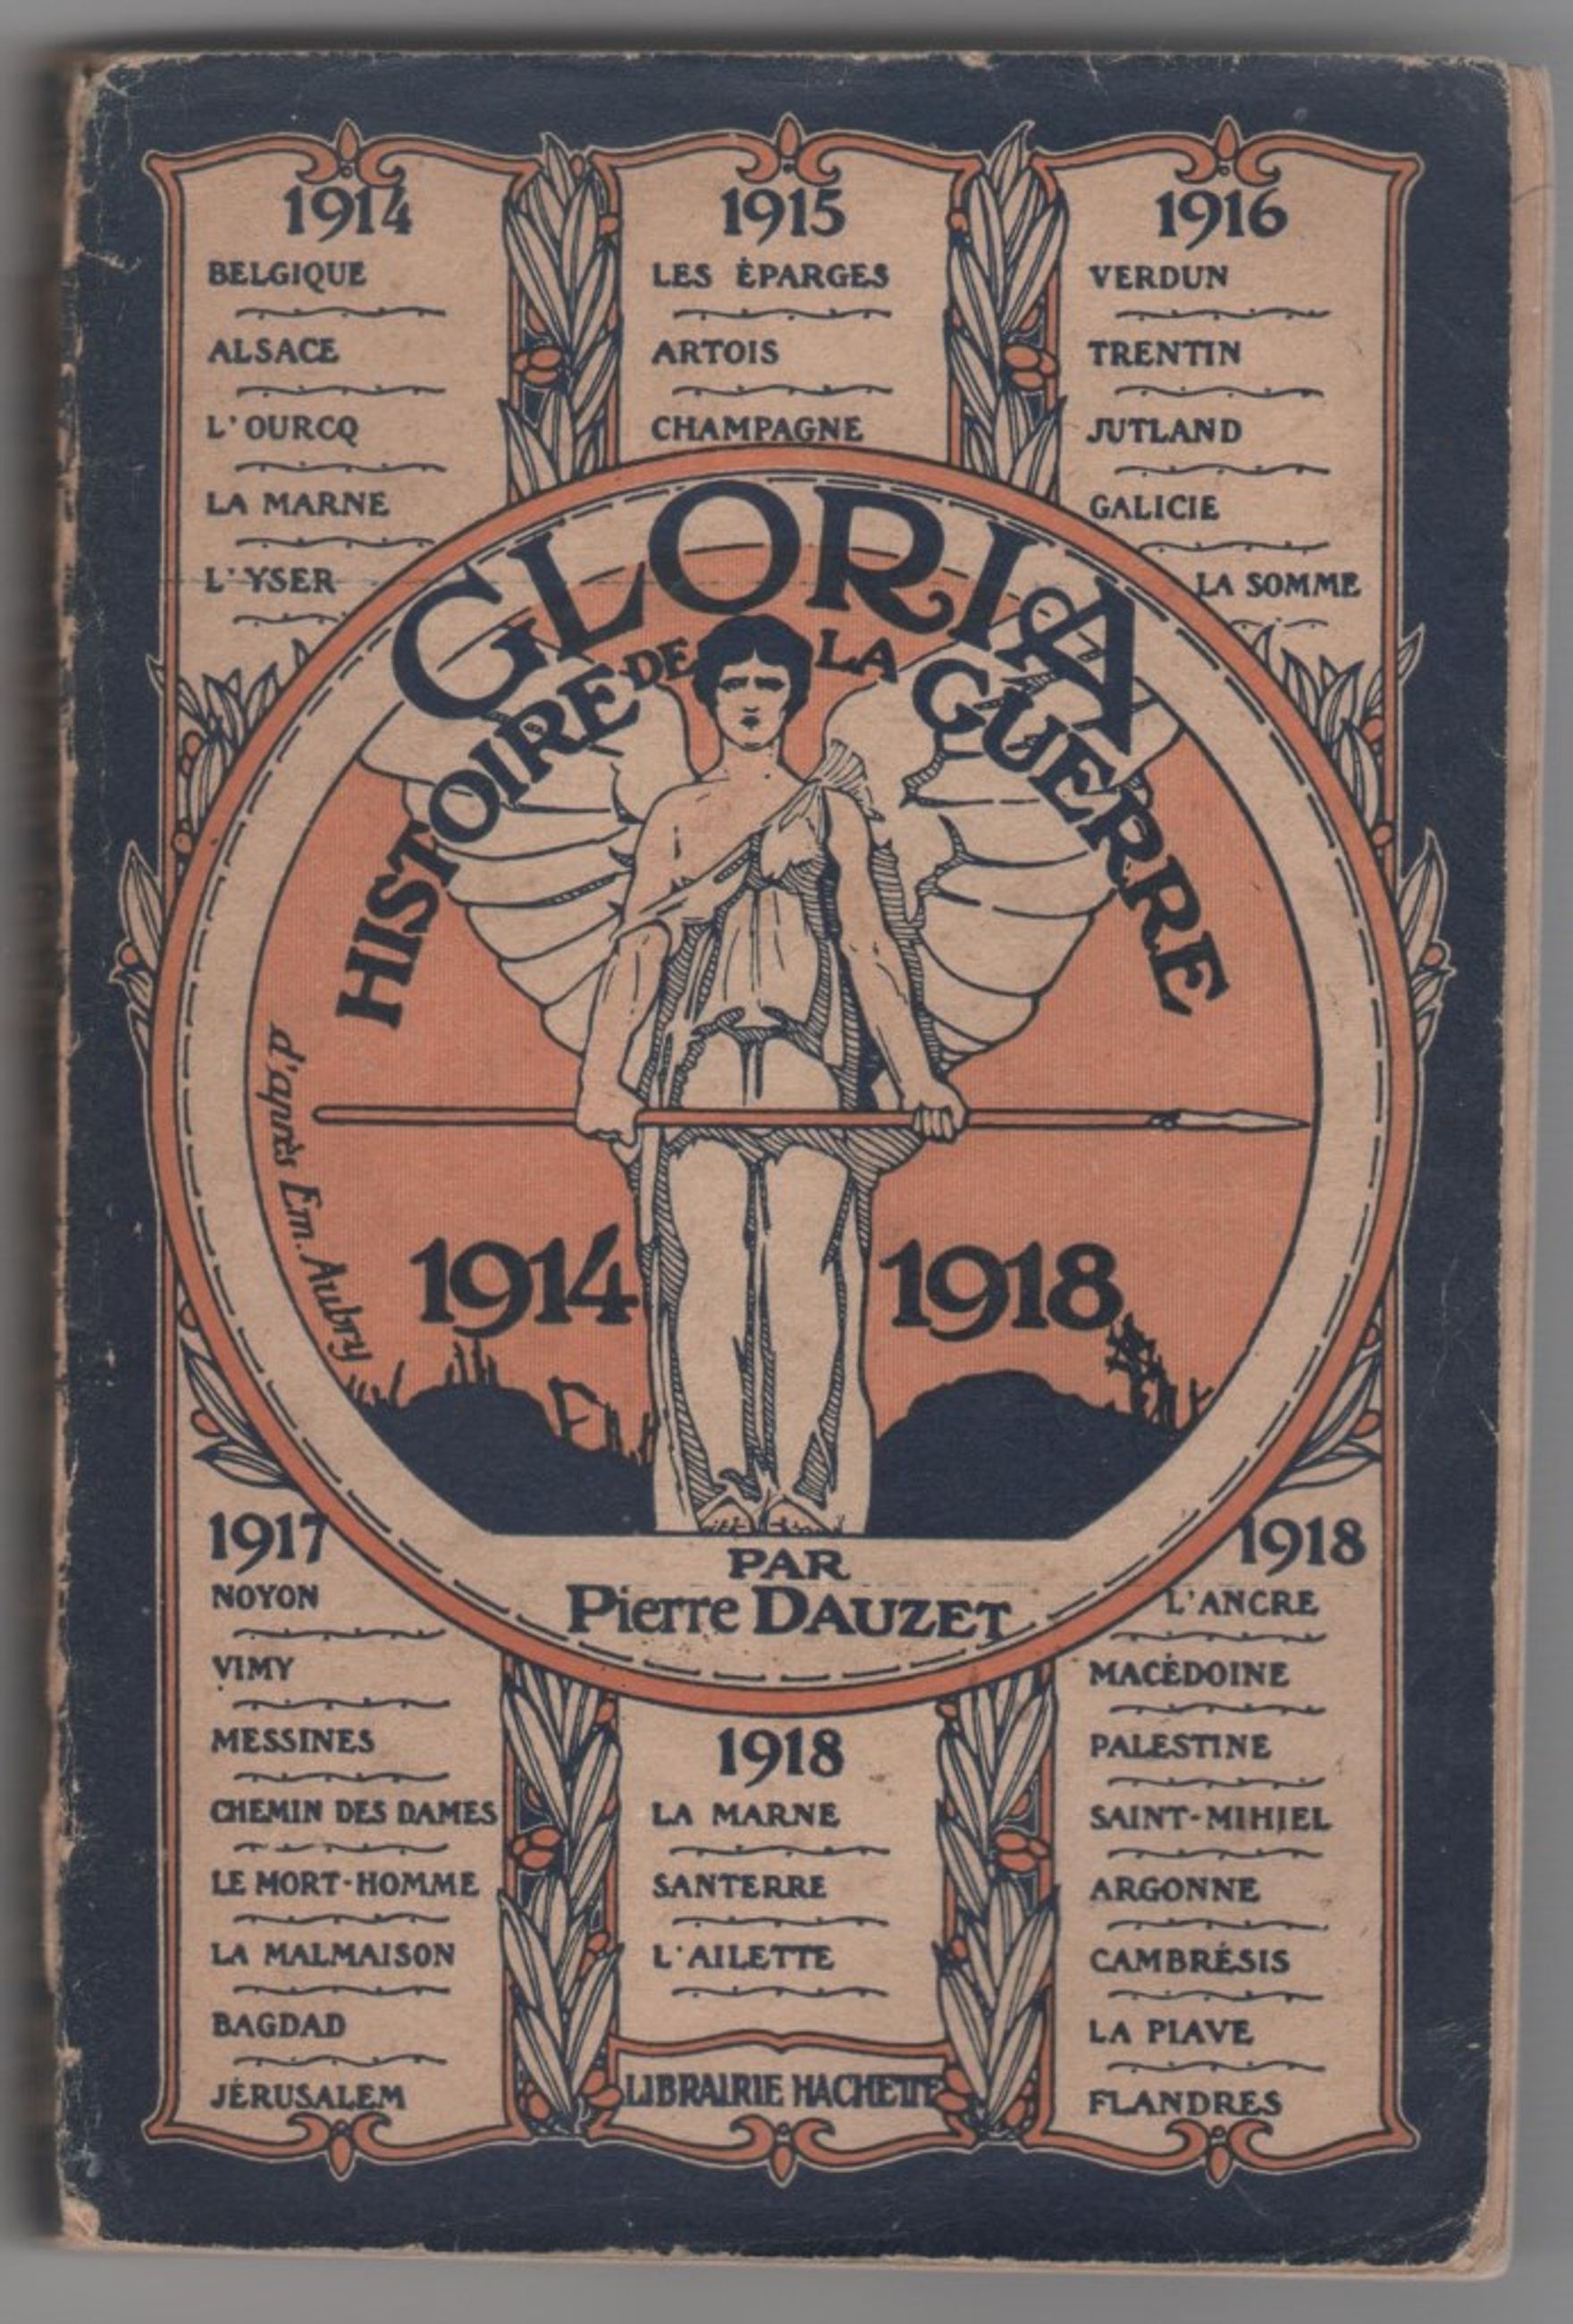 1914
BELGIQUE
ALSACE
L'OURCQ
LA MARNE
L'YSER
1915
LES ÉPARGES
ARTOIS
CHAMPAGNE
1916
VERDUN
TRENTIN
JUTLAND
GALICIE
LA SOMME
GLORIA
HISTOIRE DE LA GUERRE
d'après Em. Aubry
1914 1918
PAR
Pierre DAUZET
1917
NOYON
VIMY
MESSINES
CHEMIN DES DAMES
LE MORT-HOMME
LA MALMAISON
BAGDAD
JÉRUSALEM
1918
LA MARNE
SANTERRE
L'AILETTE
LIBRAIRIE HACHETTE
1918
L'ANCRE
MACÉDOINE
PALESTINE
SAINT-MIHIEL
ARGONNE
CAMBRÉSIS
LA PIAVE
FLANDRES